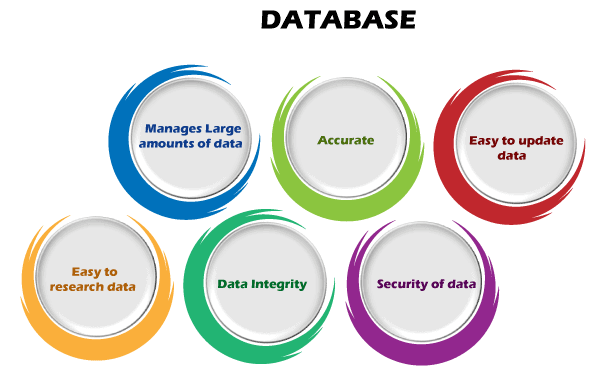 DATABASE
Manages Large
amounts of data
Accurate
Easy to update
data
Easy to
research data
Data Integrity
Security of data